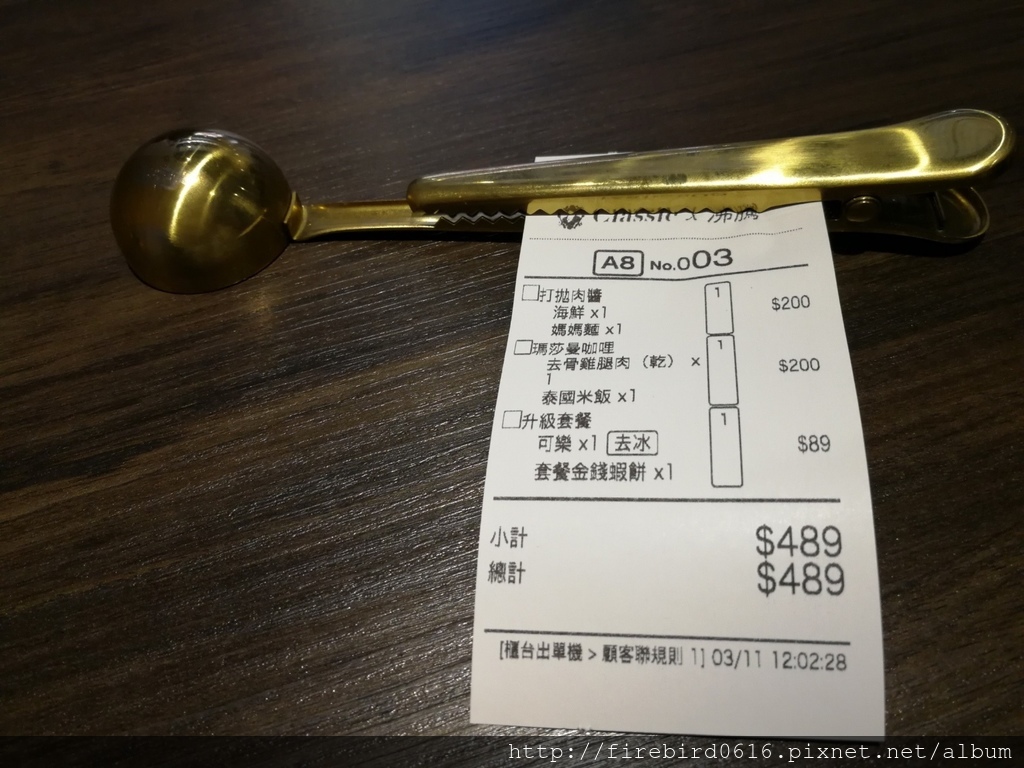 Classic × 沸騰
A8 No.003
打拋肉醬 1 $200
海鮮 x1
媽媽麵 x1
瑪莎曼咖哩 1 $200
去骨雞腿肉（乾） ×
1
泰國米飯 x1
升級套餐 1 $89
可樂 x1 去冰
套餐金錢蝦餅 x1
小計 $489
總計 $489
[櫃台出單機 > 顧客聯規則 1] 03/11 12:02:28
http://firebird0616.pixnet.net/album